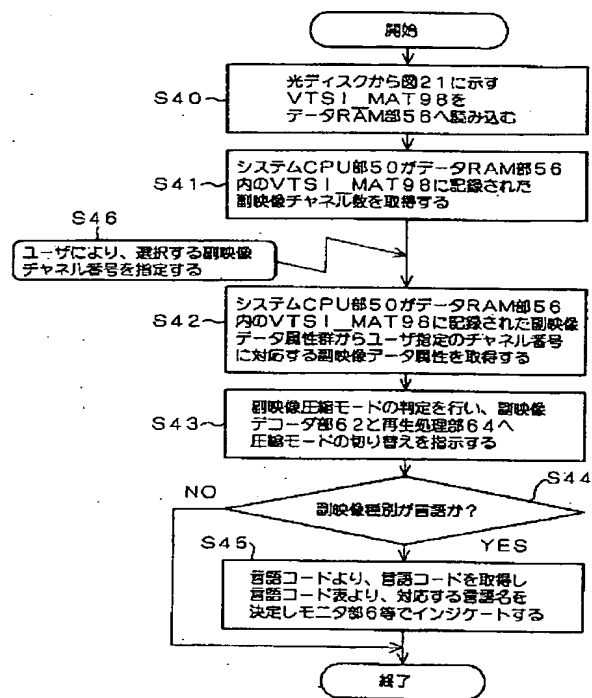 開始
S40
光ディスクから図21に示す
VTSI_MAT98を
データRAM部56へ読み込む
S41
システムCPU部50がデータRAM部56
内のVTSI_MAT98に記録された
副映像チャネル数を取得する
S46
ユーザにより、選択する副映像
チャネル番号を指定する
S42
システムCPU部50がデータRAM部56
内のVTSI_MAT98に記録された副映像
データ属性群からユーザ指定のチャネル番号
に対応する副映像データ属性を取得する
S43
副映像圧縮モードの判定を行い、副映像
デコーダ部62と再生処理部64へ
圧縮モードの切り替えを指示する
S44
副映像種別が言語か?
NO
YES
S45
言語コードより、言語コードを取得し
言語コード表より、対応する言語名を
決定しモニタ部6等でインジケートする
終了